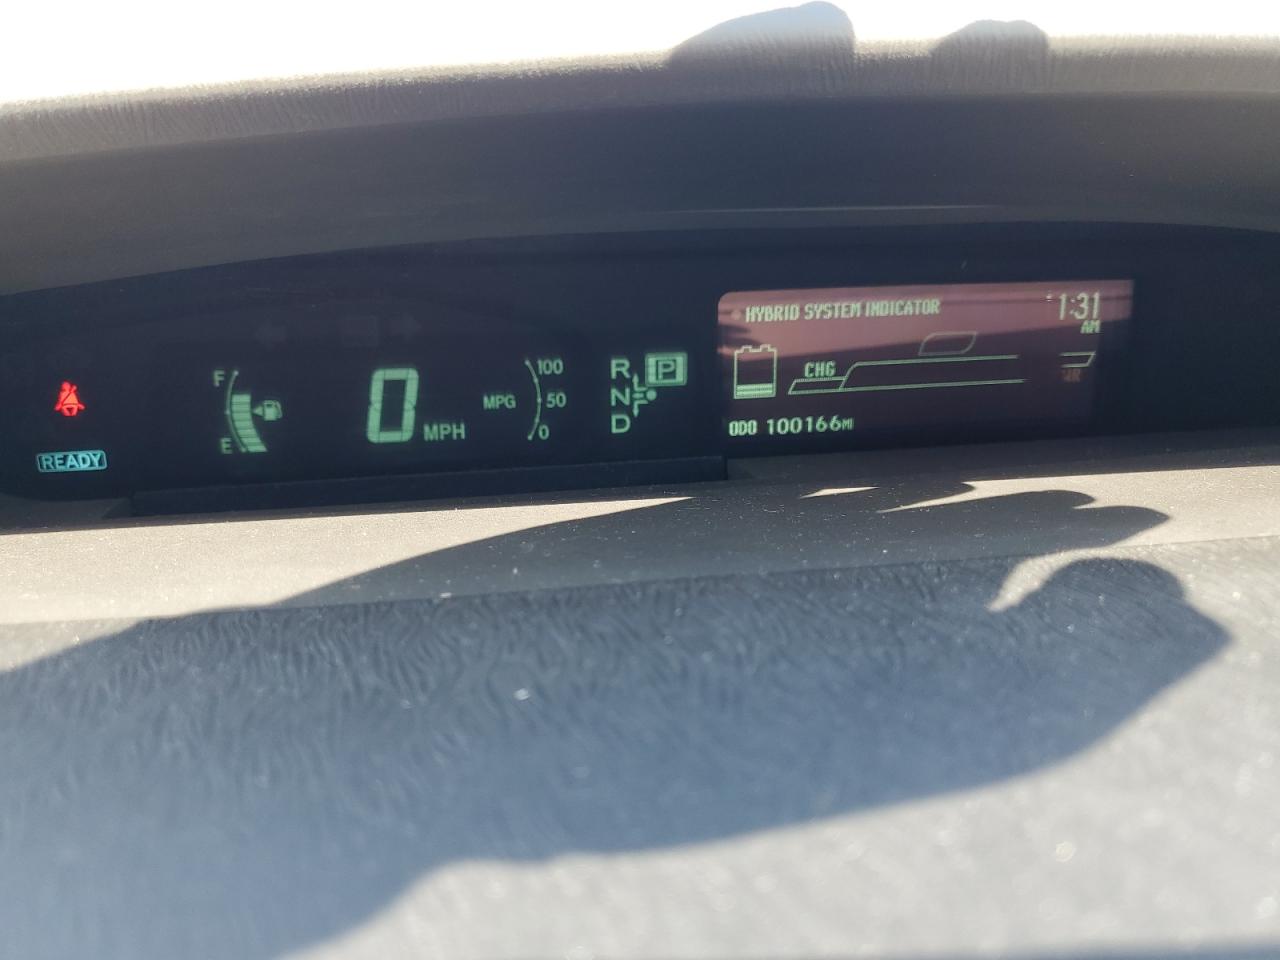 READY
F
E
0 MPH
MPG
100
50
0
R P
N
D
HYBRID SYSTEM INDICATOR
1:31
AM
CHG
ODO 100166MI